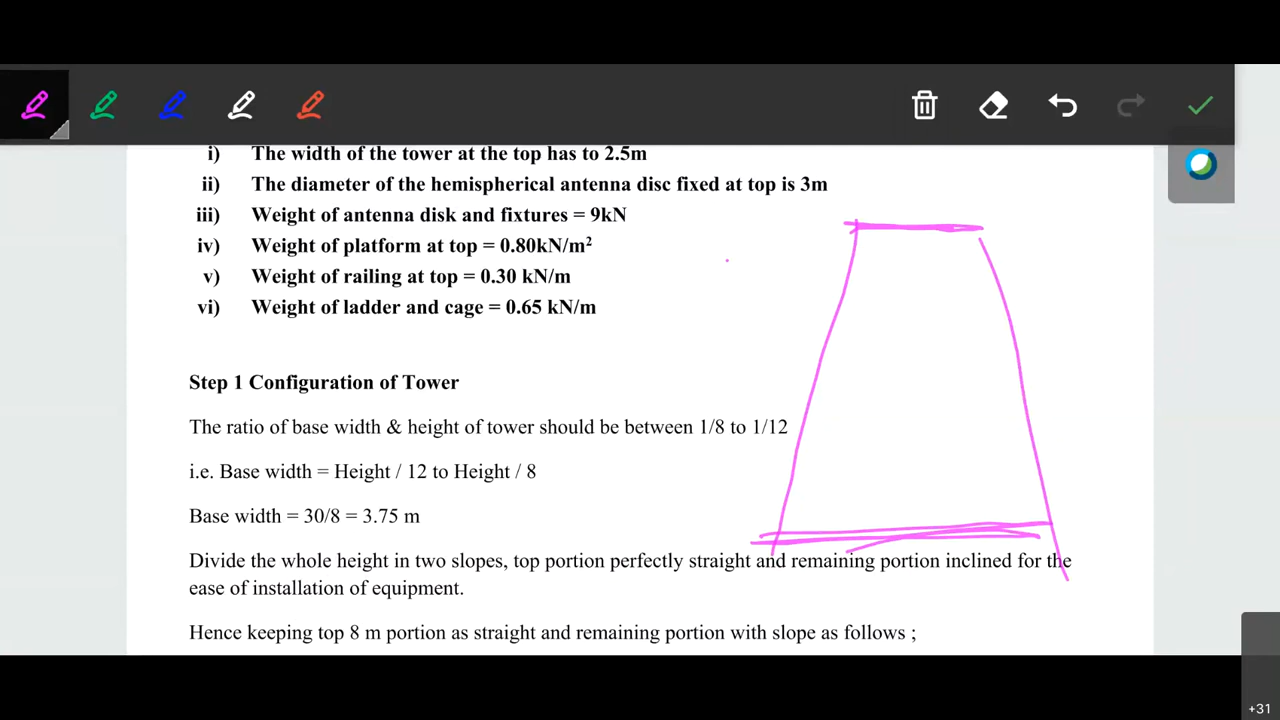 i) The width of the tower at the top has to 2.5m
ii) The diameter of the hemispherical antenna disc fixed at top is 3m
iii) Weight of antenna disk and fixtures = 9kN
iv) Weight of platform at top = 0.80kN/m²
v) Weight of railing at top = 0.30 kN/m
vi) Weight of ladder and cage = 0.65 kN/m
Step 1 Configuration of Tower
The ratio of base width & height of tower should be between 1/8 to 1/12
i.e. Base width = Height / 12 to Height / 8
Base width = 30/8 = 3.75 m
Divide the whole height in two slopes, top portion perfectly straight and remaining portion inclined for the
ease of installation of equipment.
Hence keeping top 8 m portion as straight and remaining portion with slope as follows ;
+31